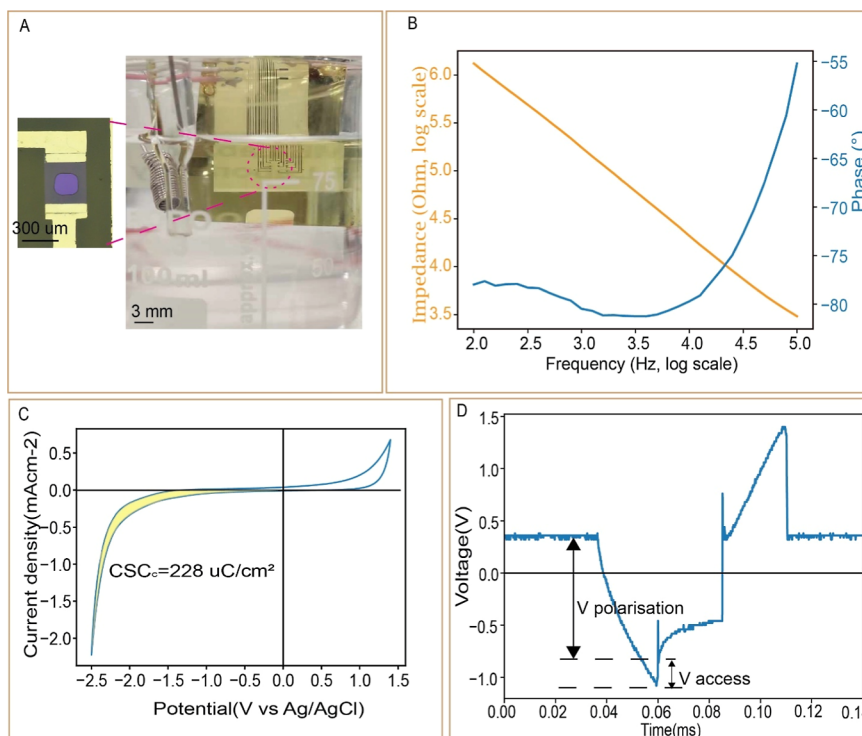 A
300 um
3 mm
100ml
75
50
B
Impedance (Ohm, log scale)
6.0
5.5
5.0
4.5
4.0
3.5
2.0 2.5 3.0 3.5 4.0 4.5 5.0
Frequency (Hz, log scale)
−55
−60
−65
−70
−75
−80
Phase (°)
C
Current density(mAcm-2)
0.5
0.0
−0.5
−1.0
−1.5
−2.0
CSCc=228 uC/cm²
−2.5 −2.0 −1.5 −1.0 −0.5 0.0 0.5 1.0 1.5
Potential(V vs Ag/AgCl)
D
Voltage(V)
1.5
1.0
0.5
0.0
−0.5
−1.0
V polarisation
V access
0.00 0.02 0.04 0.06 0.08 0.10 0.12
Time(ms)